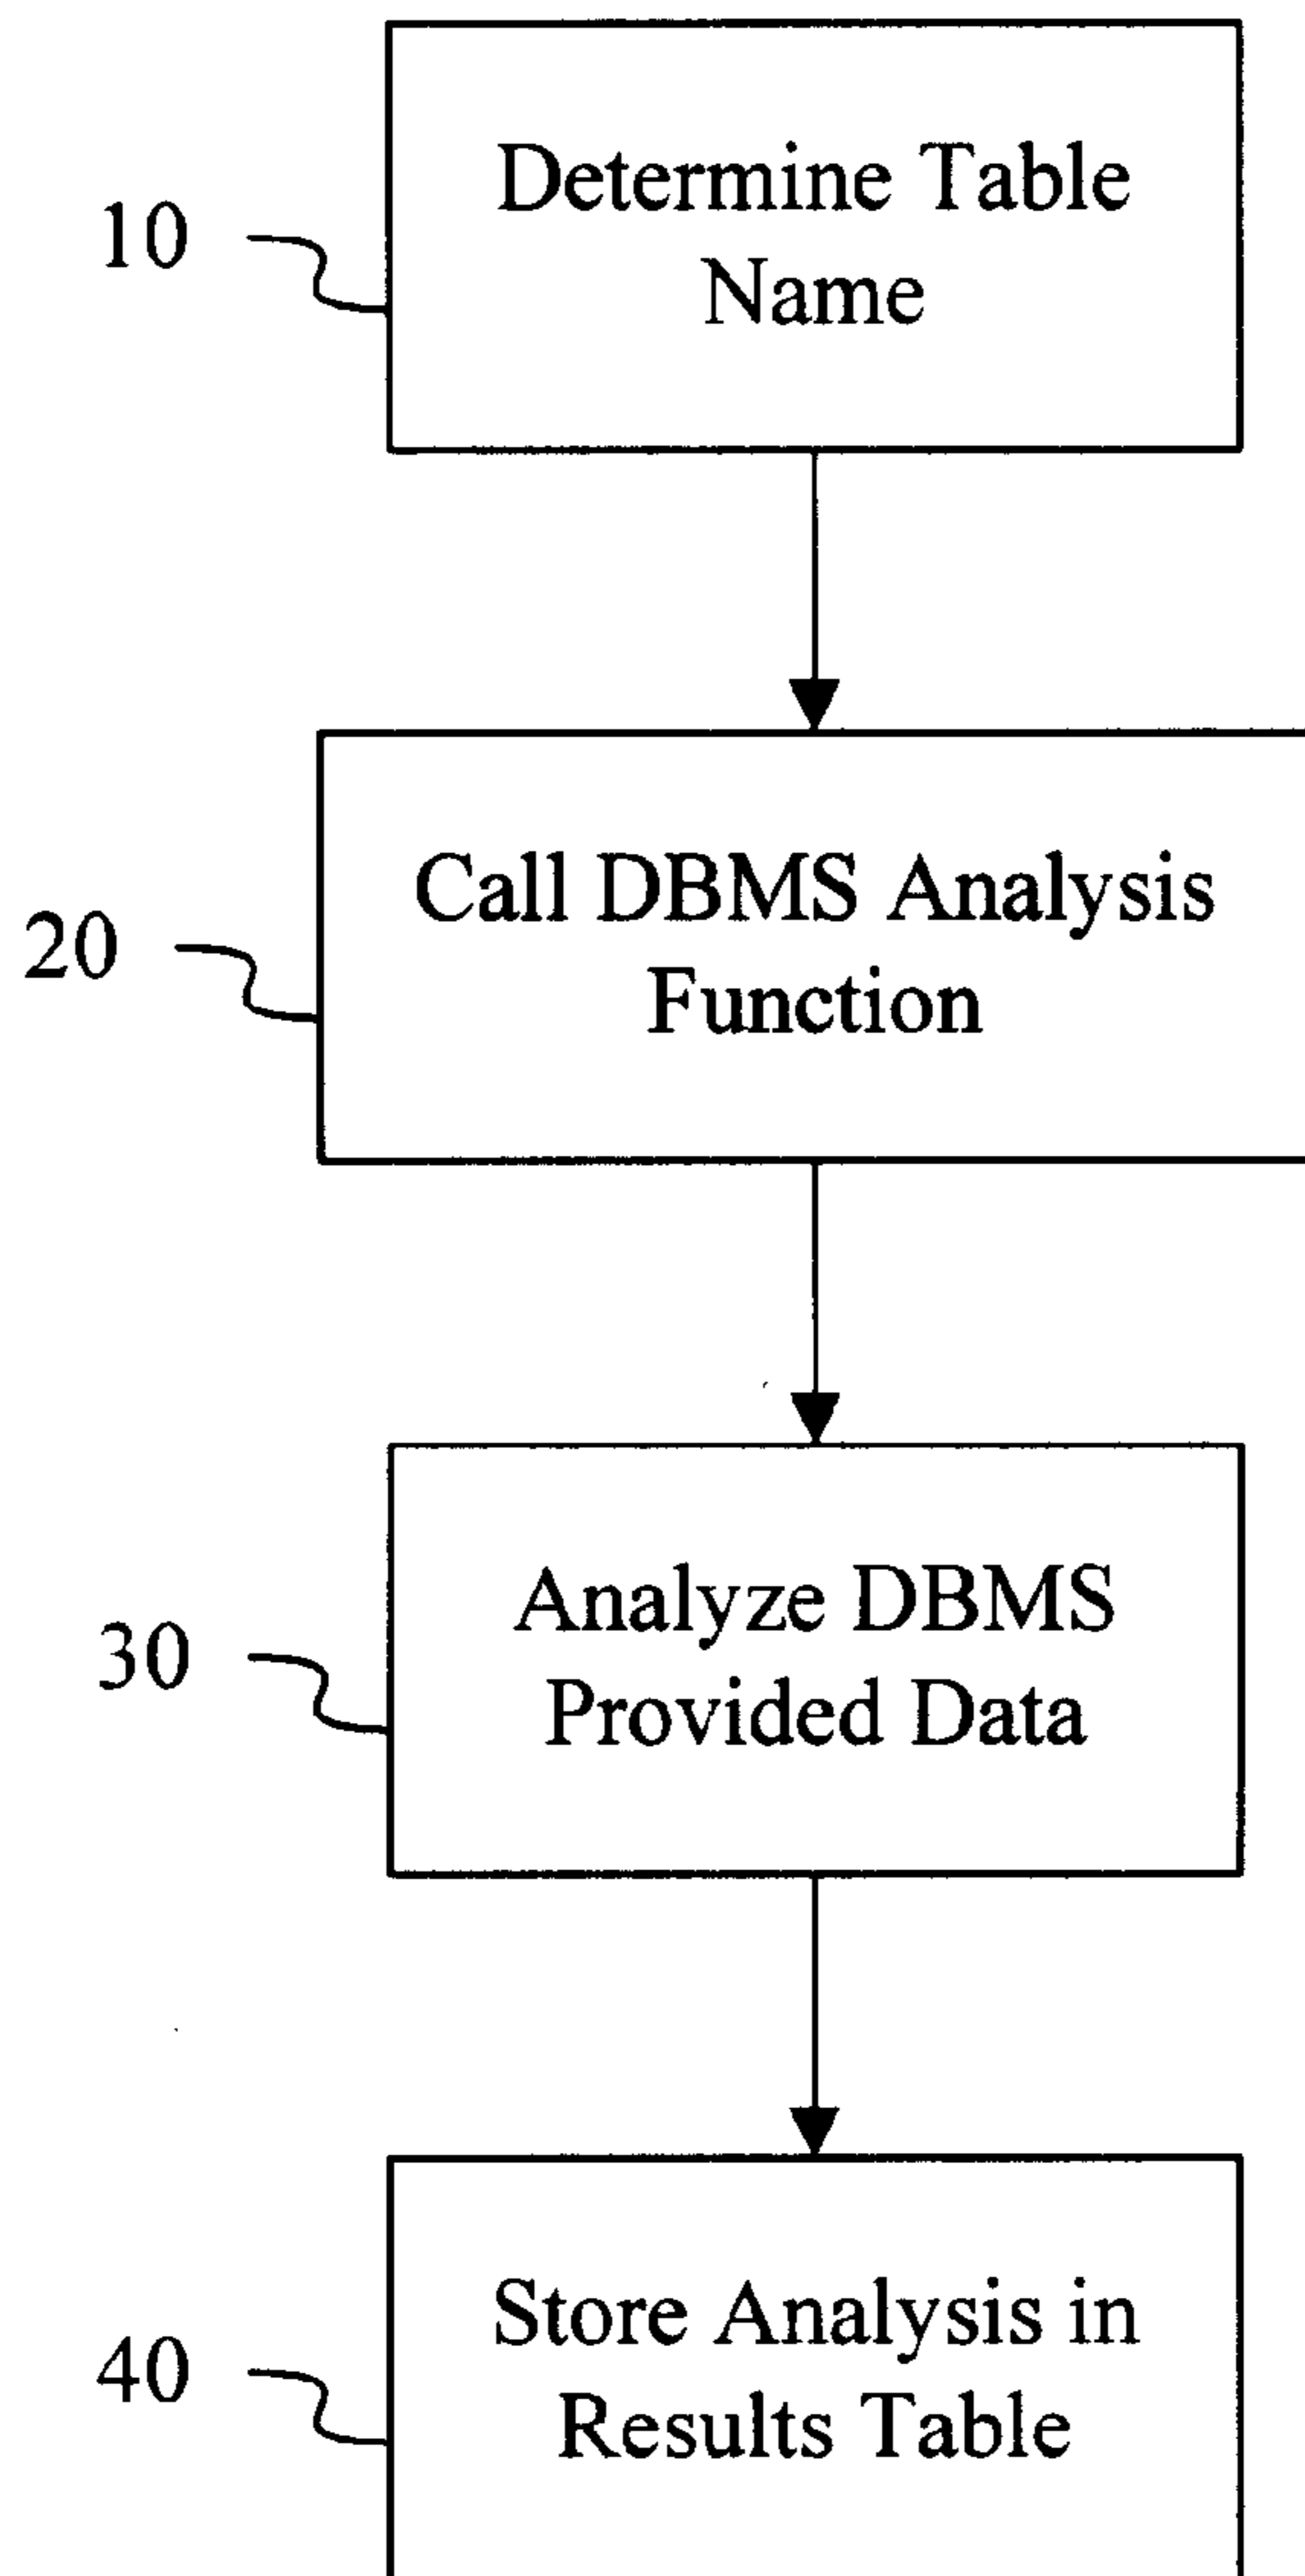 10
Determine Table
Name
20
Call DBMS Analysis
Function
30
Analyze DBMS
Provided Data
40
Store Analysis in
Results Table